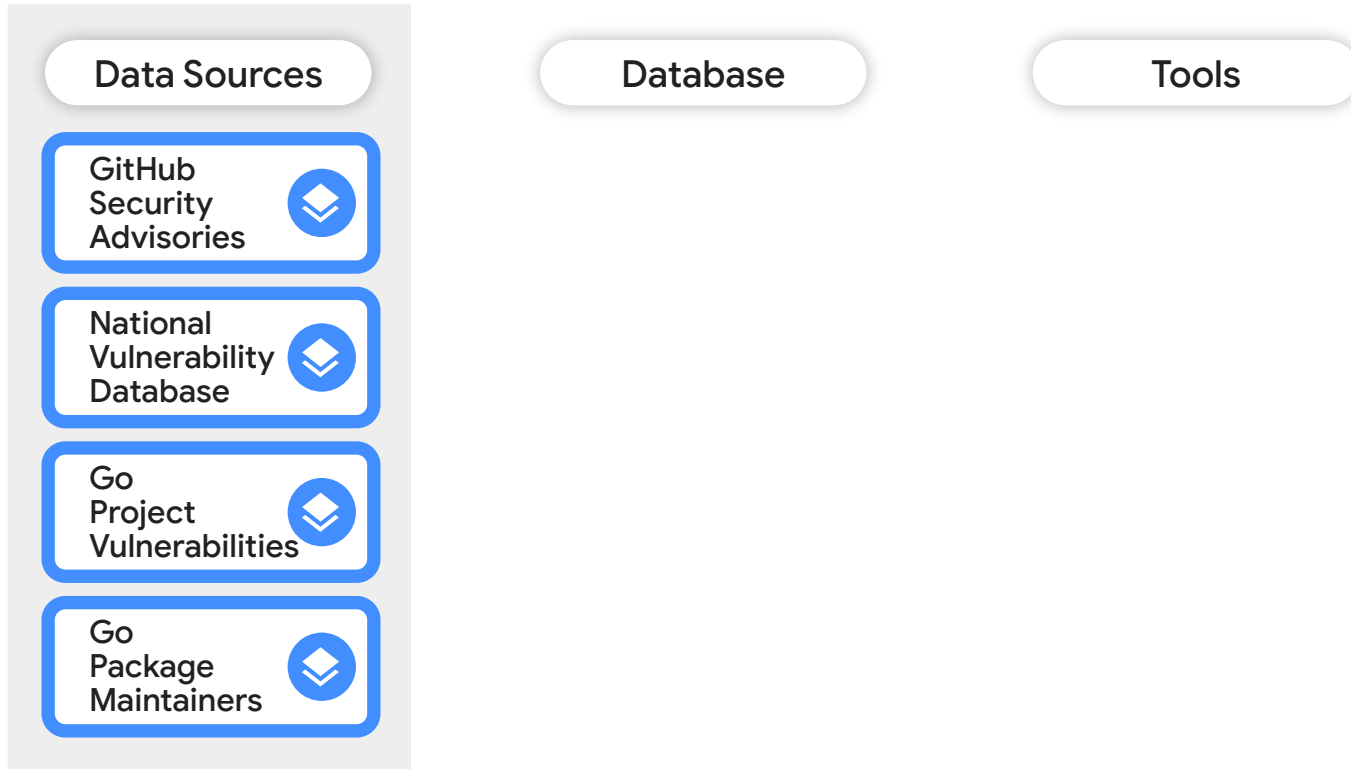 Data Sources
Database
Tools
GitHub
Security
Advisories
National
Vulnerability
Database
Go
Project
Vulnerabilities
Go
Package
Maintainers